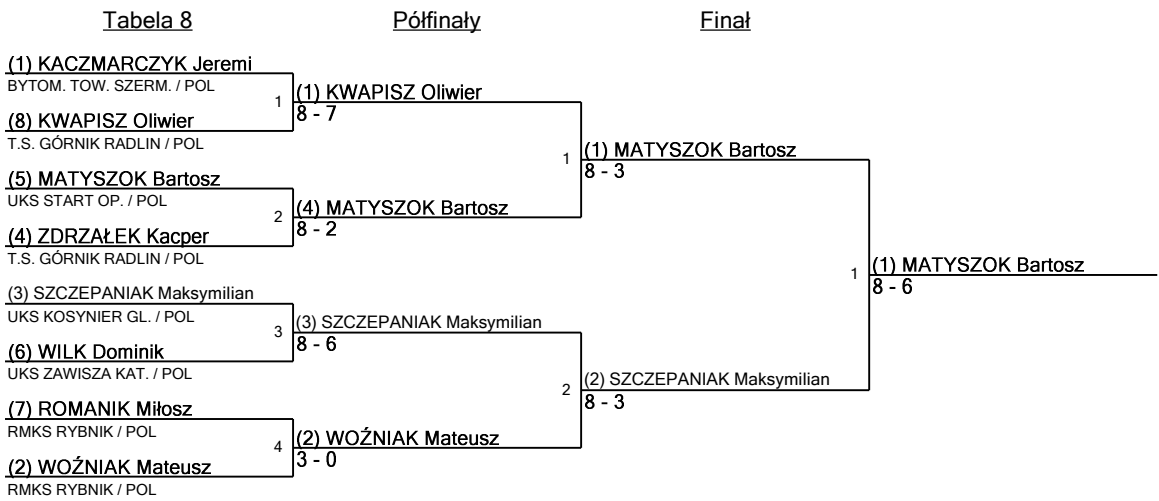 Tabela 8
Półfinały
Finał
(1) KACZMARCZYK Jeremi
BYTOM. TOW. SZERM. / POL
1
(8) KWAPISZ Oliwier
T.S. GÓRNIK RADLIN / POL
(5) MATYSZOK Bartosz
UKS START OP. / POL
2
(4) ZDRZAŁEK Kacper
T.S. GÓRNIK RADLIN / POL
(3) SZCZEPANIAK Maksymilian
UKS KOSYNIER GL. / POL
3
(6) WILK Dominik
UKS ZAWISZA KAT. / POL
(7) ROMANIK Miłosz
RMKS RYBNIK / POL
4
(2) WOŹNIAK Mateusz
RMKS RYBNIK / POL
(1) KWAPISZ Oliwier
8 - 7
1
(4) MATYSZOK Bartosz
8 - 2
(3) SZCZEPANIAK Maksymilian
8 - 6
2
(2) WOŹNIAK Mateusz
3 - 0
(1) MATYSZOK Bartosz
8 - 3
1
(2) SZCZEPANIAK Maksymilian
8 - 3
(1) MATYSZOK Bartosz
8 - 6